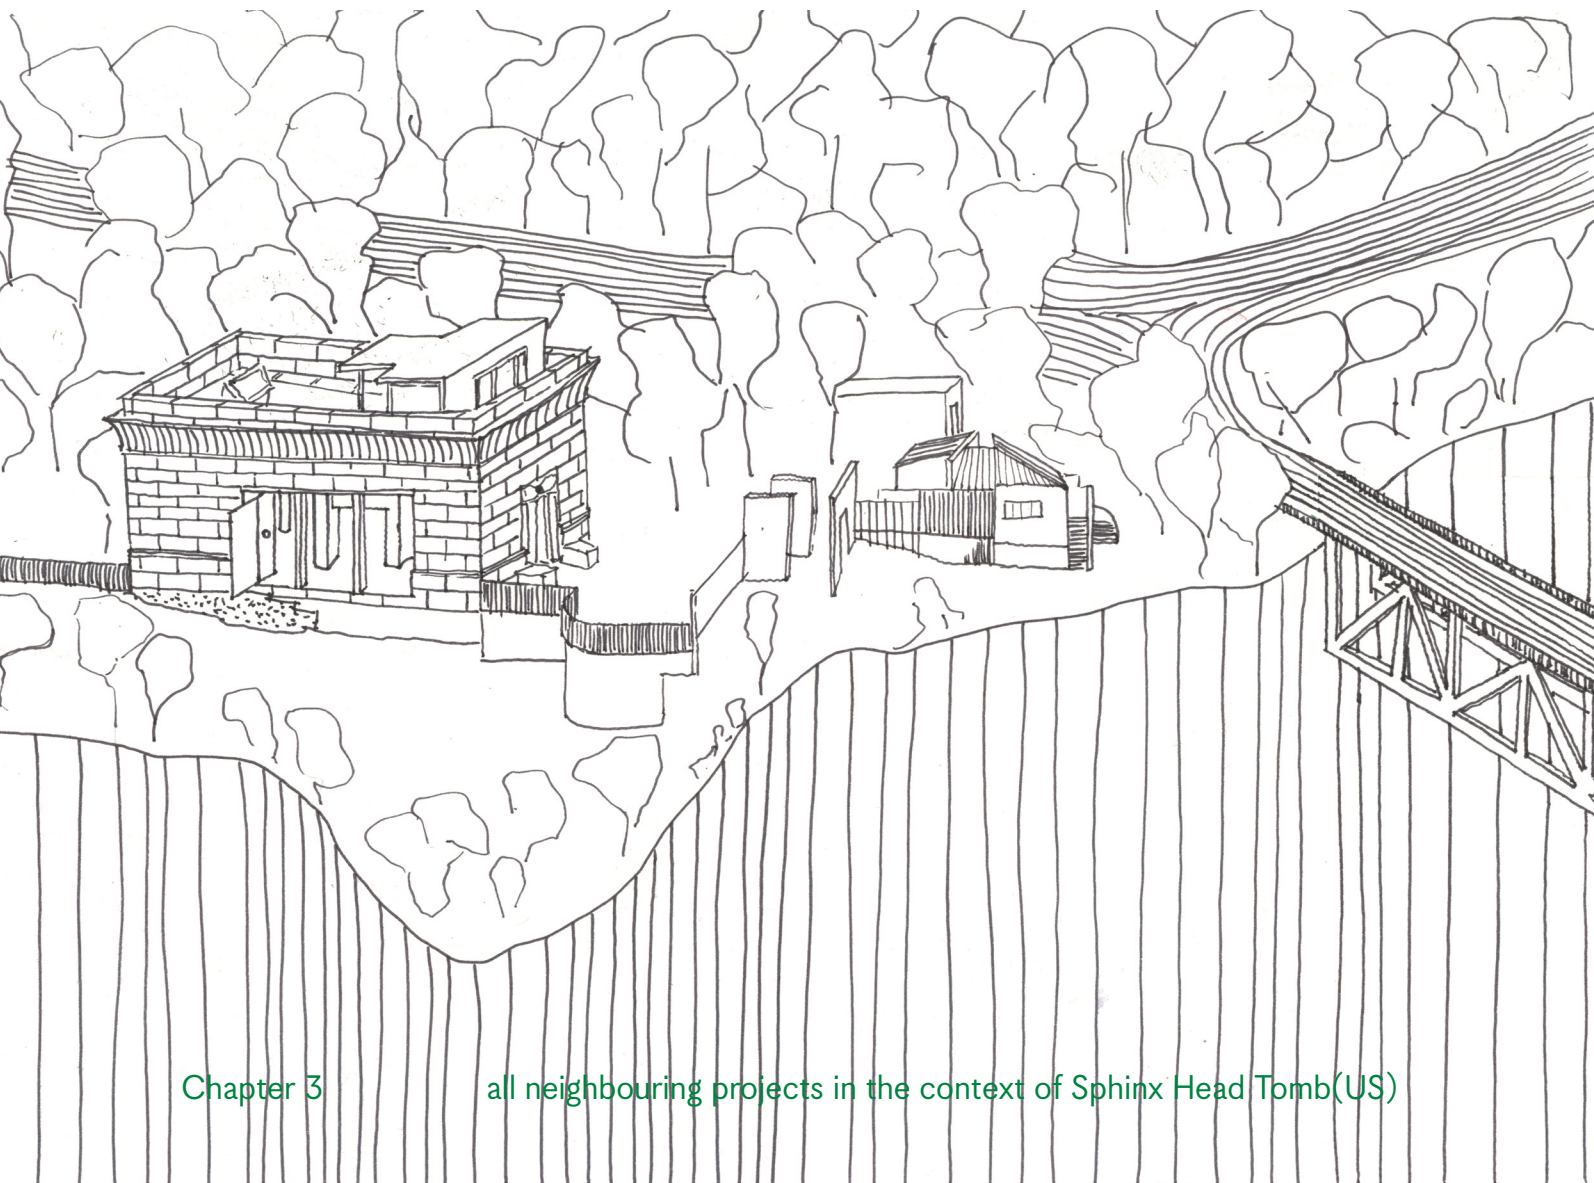 Chapter 3 all neighbouring projects in the context of Sphinx Head Tomb(US)